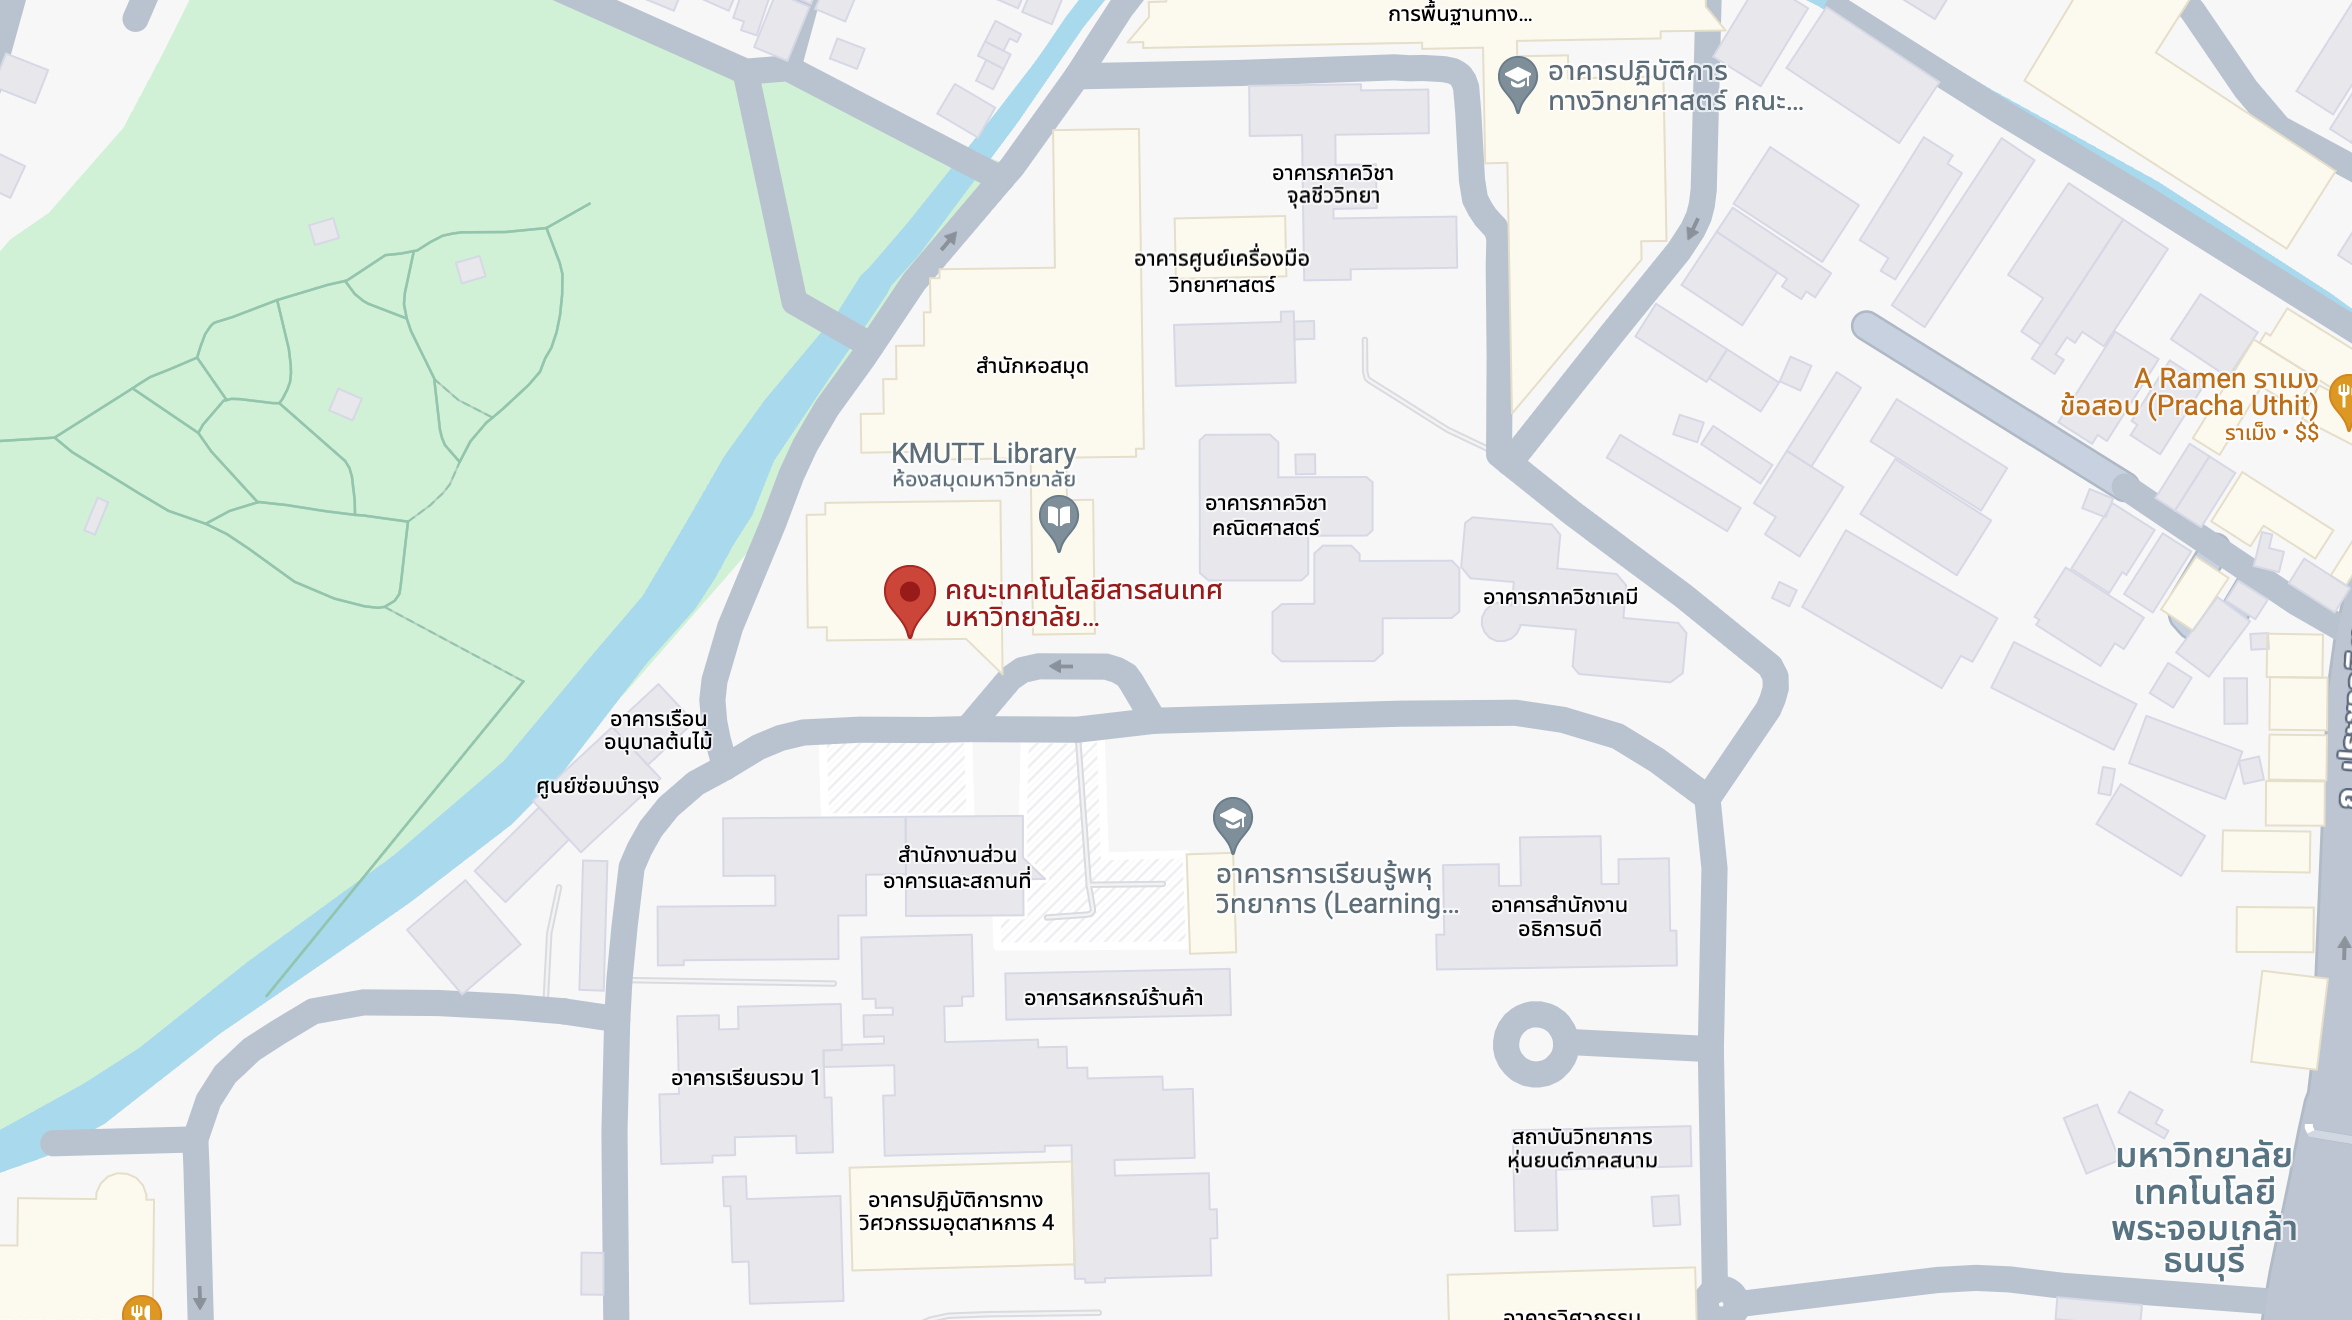 การพื้นฐานทาง...
อาคารปฏิบัติการ
ทางวิทยาศาสตร์ คณะ...
อาคารภาควิชา
จุลชีววิทยา
อาคารศูนย์เครื่องมือ
วิทยาศาสตร์
สำนักหอสมุด
A Ramen ราเมง
ข้อสอบ (Pracha Uthit)
ราเม็ง • $$
KMUTT Library
ห้องสมุดมหาวิทยาลัย
อาคารภาควิชา
คณิตศาสตร์
คณะเทคโนโลยีสารสนเทศ
มหาวิทยาลัย...
อาคารภาควิชาเคมี
อาคารเรือน
อนุบาลต้นไม้
ศูนย์ซ่อมบำรุง
สำนักงานส่วน
อาคารและสถานที่
อาคารการเรียนรู้พหุ
วิทยาการ (Learning...
อาคารสำนักงาน
อธิการบดี
อาคารสหกรณ์ร้านค้า
อาคารเรียนรวม 1
สถาบันวิทยาการ
หุ่นยนต์ภาคสนาม
มหาวิทยาลัย
เทคโนโลยี
พระจอมเกล้า
ธนบุรี
อาคารปฏิบัติการทาง
วิศวกรรมอุตสาหการ 4
อาคารวิศวกรรม